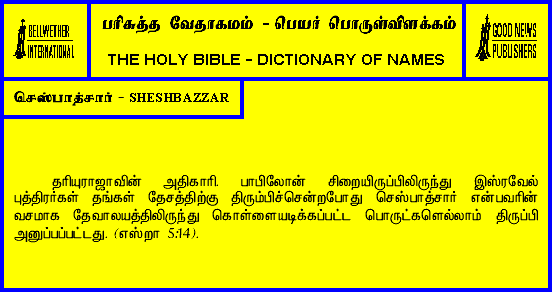 BELLWETHER
INTERNATIONAL
பரிசுத்த வேதாகமம் - பெயர் பொருள்விளக்கம்
THE HOLY BIBLE - DICTIONARY OF NAMES
GOOD NEWS
PUBLISHERS
செஸ்பாத்சார் - SHESHBAZZAR
தரியுராஜாவின் அதிகாரி. பாபிலோன் சிறையிருப்பிலிருந்து இஸ்ரவேல்
புத்திரர்கள் தங்கள் தேசத்திற்கு திரும்பிச்சென்றபோது செஸ்பாத்சார் என்பவரின்
வசமாக தேவாலயத்திலிருந்து கொள்ளையடிக்கப்பட்ட பொருட்களெல்லாம் திருப்பி
அனுப்பப்பட்டது. (எஸ்றா 5:14).